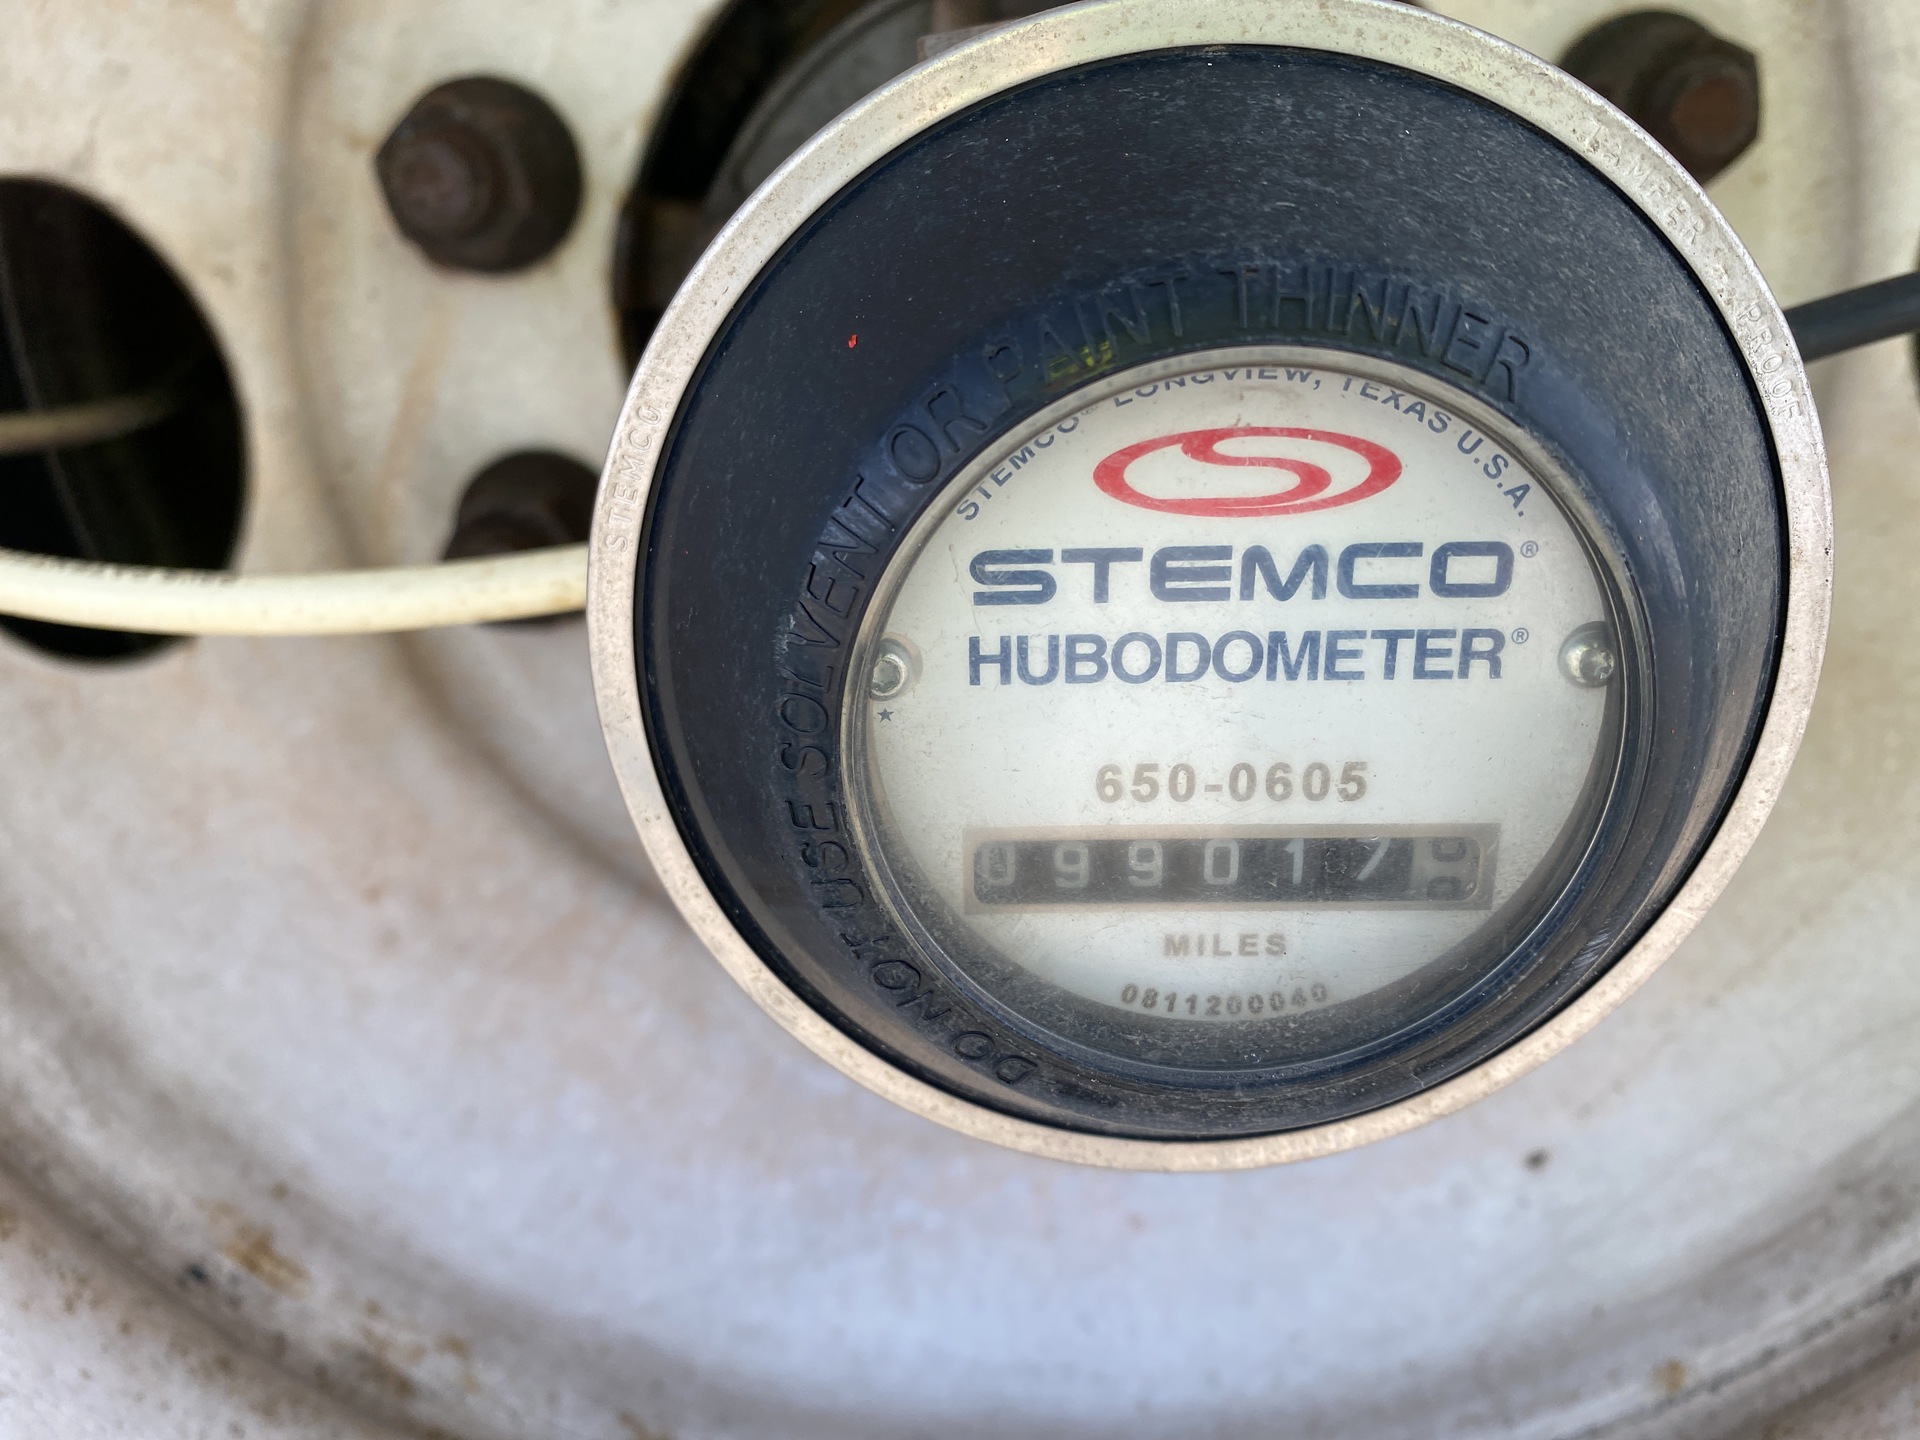 STEMCO
TAMPER - PROOF
DO NOT USE SOLVENT OR PAINT THINNER
STEMCO® LONGVIEW, TEXAS U.S.A.
STEMCO®
HUBODOMETER®
650-0605
099017
MILES
0811200040